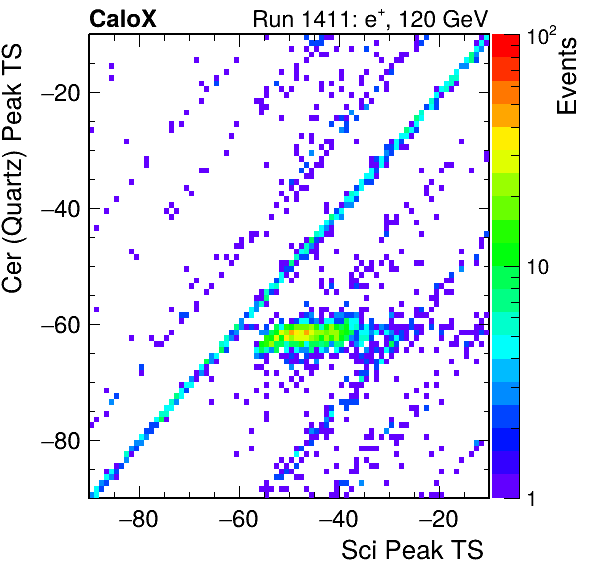 CaloX Run 1411: e⁺, 120 GeV
Cer (Quartz) Peak TS
−20
−40
−60
−80
−80 −60 −40 −20
Sci Peak TS
10²
10
1
Events